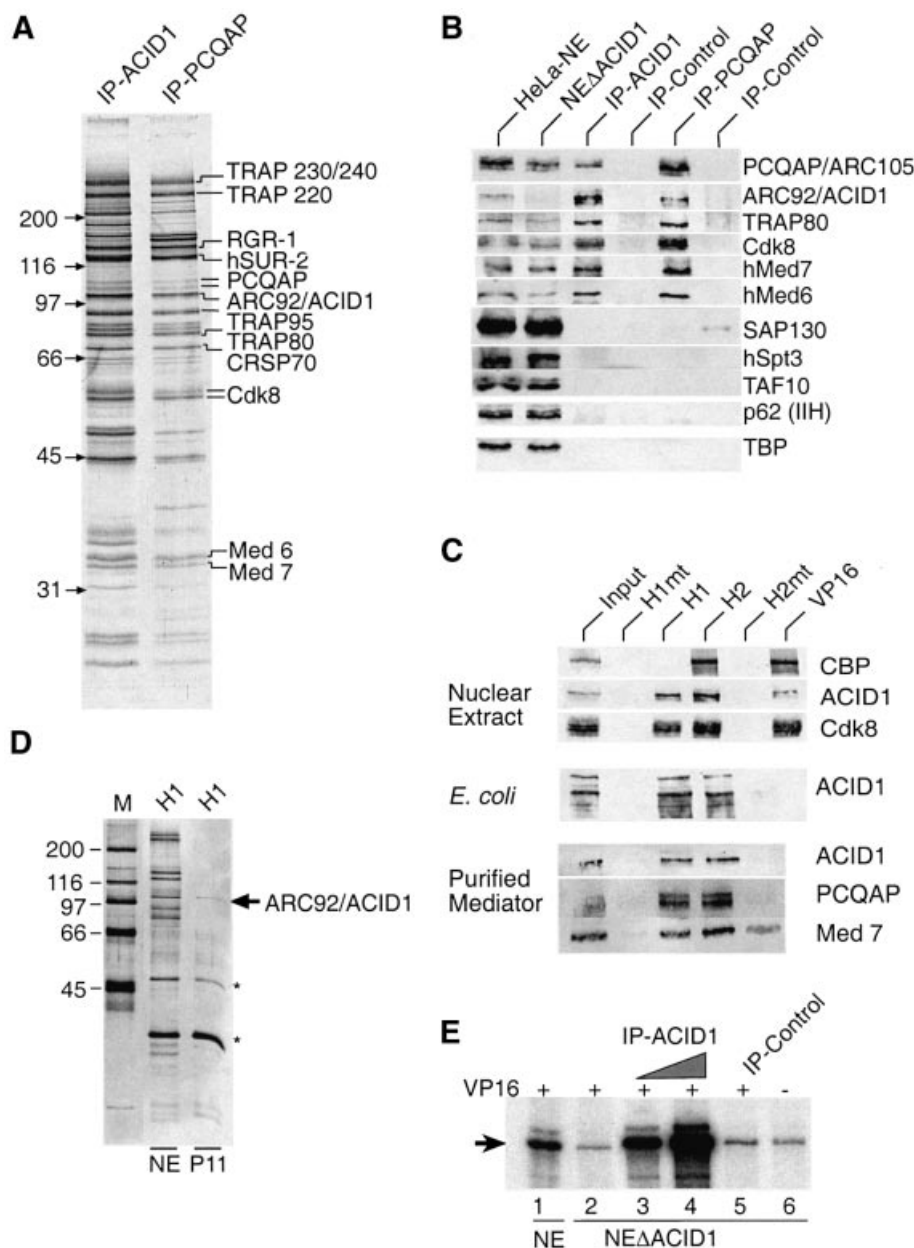 A
IP-ACID1
IP-PCQAP
TRAP 230/240
TRAP 220
200
RGR-1
hSUR-2
116
PCQAP
ARC92/ACID1
97
TRAP95
TRAP80
66
CRSP70
Cdk8
45
Med 6
Med 7
31
B
HeLa-NE
NEΔACID1
IP-ACID1
IP-Control
IP-PCQAP
IP-Control
PCQAP/ARC105
ARC92/ACID1
TRAP80
Cdk8
hMed7
hMed6
SAP130
hSpt3
TAF10
p62 (IIH)
TBP
C
Input
H1mt
H1
H2
H2mt
VP16
CBP
Nuclear
Extract
ACID1
Cdk8
E. coli
ACID1
ACID1
Purified
Mediator
PCQAP
Med 7
D
M
H1
H1
200
116
97
ARC92/ACID1
66
45
*
*
NE
P11
E
IP-ACID1
IP-Control
VP16 + + + + + -
1 2 3 4 5 6
NE NEΔACID1